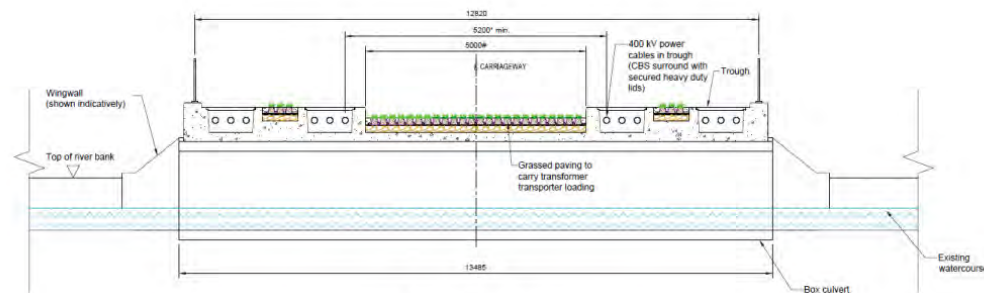 12820
5200* min.
5000#
℄ CARRIAGEWAY
400 kV power
cables in trough
(CBS surround with
secured heavy duty
lids)
Trough
Wingwall
(shown indicatively)
Top of river bank
Grassed paving to
carry transformer
transporter loading
13485
Existing
watercourse
Box culvert